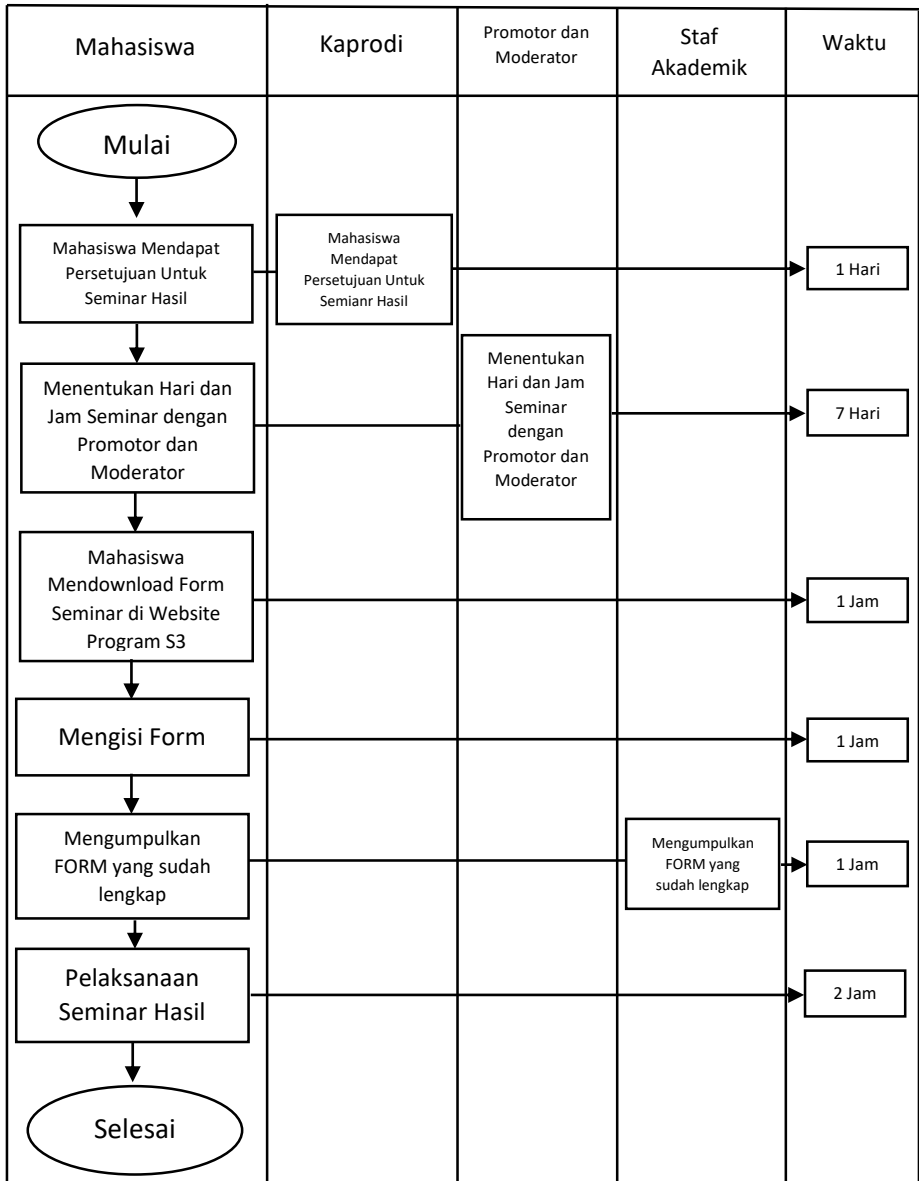 Mahasiswa
Kaprodi
Promotor dan
Moderator
Staf
Akademik
Waktu
Mulai
Mahasiswa Mendapat
Persetujuan Untuk
Seminar Hasil
Mahasiswa
Mendapat
Persetujuan Untuk
Semianr Hasil
1 Hari
Menentukan Hari dan
Jam Seminar dengan
Promotor dan
Moderator
Menentukan
Hari dan Jam
Seminar
dengan
Promotor dan
Moderator
7 Hari
Mahasiswa
Mendownload Form
Seminar di Website
Program S3
1 Jam
Mengisi Form
1 Jam
Mengumpulkan
FORM yang sudah
lengkap
Mengumpulkan
FORM yang
sudah lengkap
1 Jam
Pelaksanaan
Seminar Hasil
2 Jam
Selesai